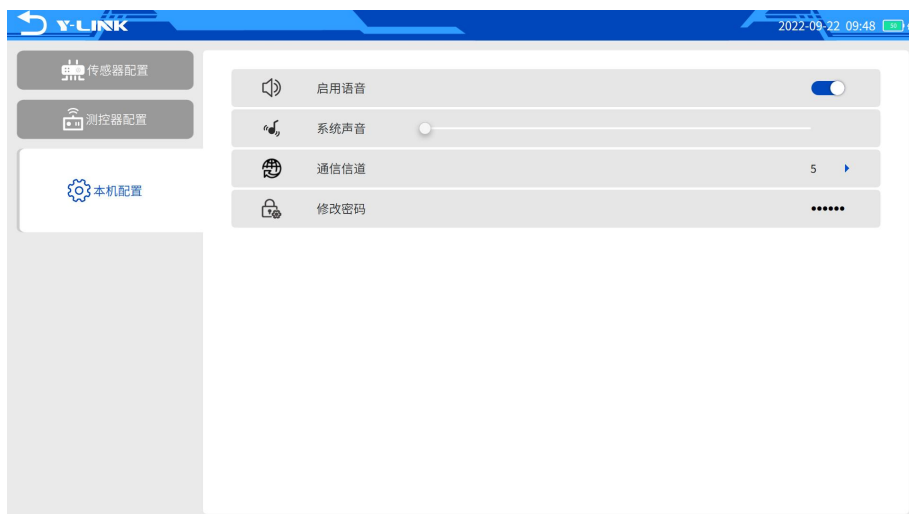 Y-LINK
2022-09-22 09:48
50
传感器配置
测控器配置
本机配置
启用语音
系统声音
通信信道
5
修改密码
••••••